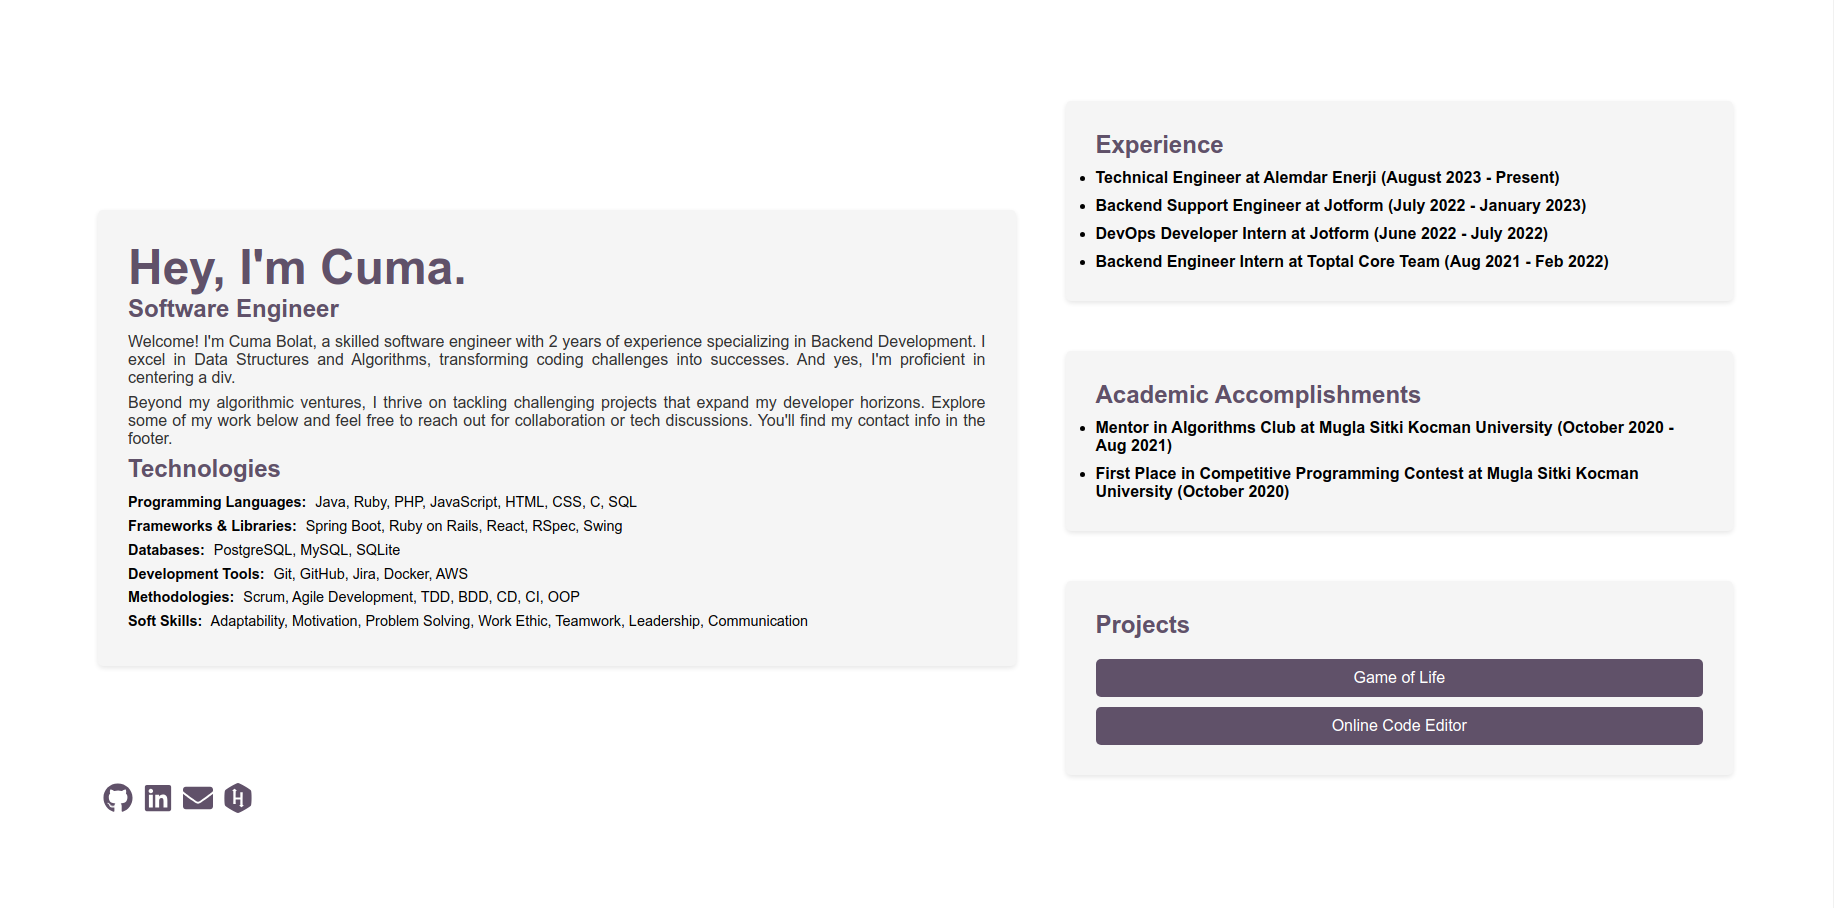 Hey, I'm Cuma.
Software Engineer
Welcome! I'm Cuma Bolat, a skilled software engineer with 2 years of experience specializing in Backend Development. I
excel in Data Structures and Algorithms, transforming coding challenges into successes. And yes, I'm proficient in
centering a div.
Beyond my algorithmic ventures, I thrive on tackling challenging projects that expand my developer horizons. Explore
some of my work below and feel free to reach out for collaboration or tech discussions. You'll find my contact info in the
footer.
Technologies
Programming Languages: Java, Ruby, PHP, JavaScript, HTML, CSS, C, SQL
Frameworks & Libraries: Spring Boot, Ruby on Rails, React, RSpec, Swing
Databases: PostgreSQL, MySQL, SQLite
Development Tools: Git, GitHub, Jira, Docker, AWS
Methodologies: Scrum, Agile Development, TDD, BDD, CD, CI, OOP
Soft Skills: Adaptability, Motivation, Problem Solving, Work Ethic, Teamwork, Leadership, Communication
Experience
• Technical Engineer at Alemdar Enerji (August 2023 - Present)
• Backend Support Engineer at Jotform (July 2022 - January 2023)
• DevOps Developer Intern at Jotform (June 2022 - July 2022)
• Backend Engineer Intern at Toptal Core Team (Aug 2021 - Feb 2022)
Academic Accomplishments
• Mentor in Algorithms Club at Mugla Sitki Kocman University (October 2020 -
Aug 2021)
• First Place in Competitive Programming Contest at Mugla Sitki Kocman
University (October 2020)
Projects
Game of Life
Online Code Editor